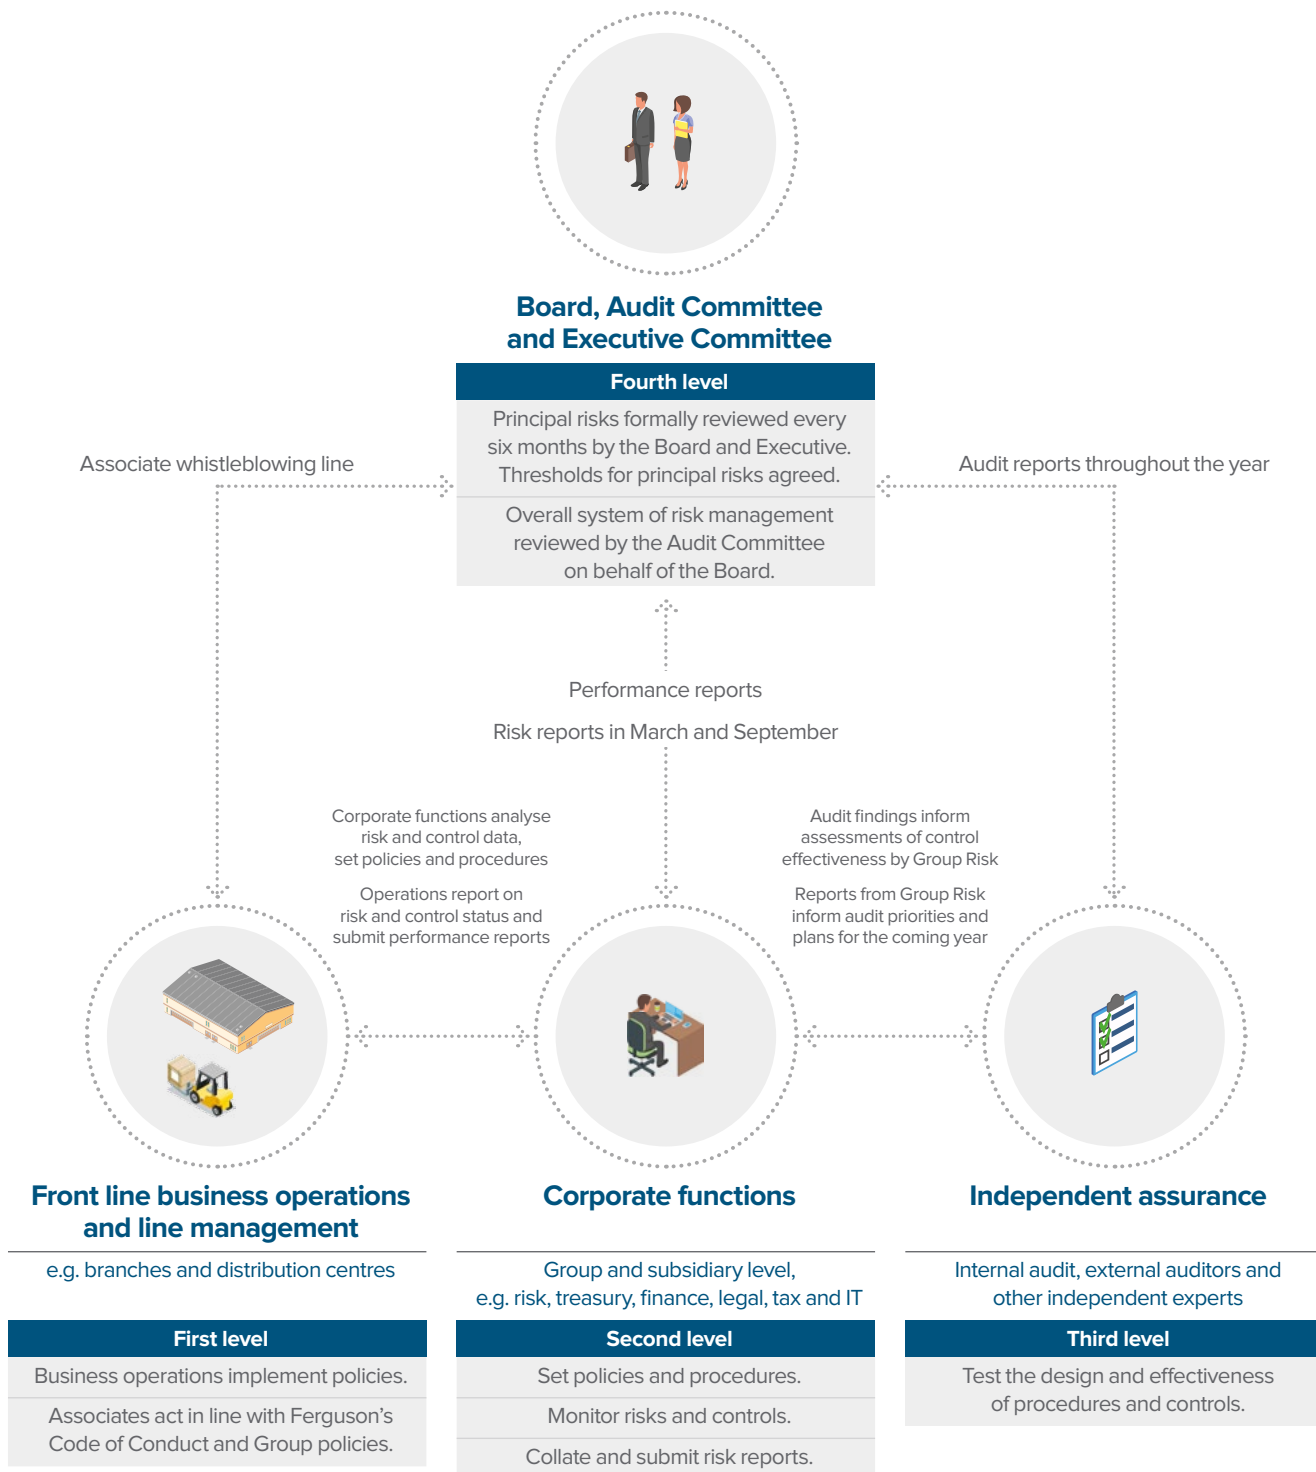 Board, Audit Committee
and Executive Committee
Fourth level
Principal risks formally reviewed every
six months by the Board and Executive.
Thresholds for principal risks agreed.
Overall system of risk management
reviewed by the Audit Committee
on behalf of the Board.
Associate whistleblowing line
Audit reports throughout the year
Performance reports
Risk reports in March and September
Corporate functions analyse
risk and control data,
set policies and procedures
Operations report on
risk and control status and
submit performance reports
Audit findings inform
assessments of control
effectiveness by Group Risk
Reports from Group Risk
inform audit priorities and
plans for the coming year
Front line business operations
and line management
e.g. branches and distribution centres
First level
Business operations implement policies.
Associates act in line with Ferguson’s
Code of Conduct and Group policies.
Corporate functions
Group and subsidiary level,
e.g. risk, treasury, finance, legal, tax and IT
Second level
Set policies and procedures.
Monitor risks and controls.
Collate and submit risk reports.
Independent assurance
Internal audit, external auditors and
other independent experts
Third level
Test the design and effectiveness
of procedures and controls.